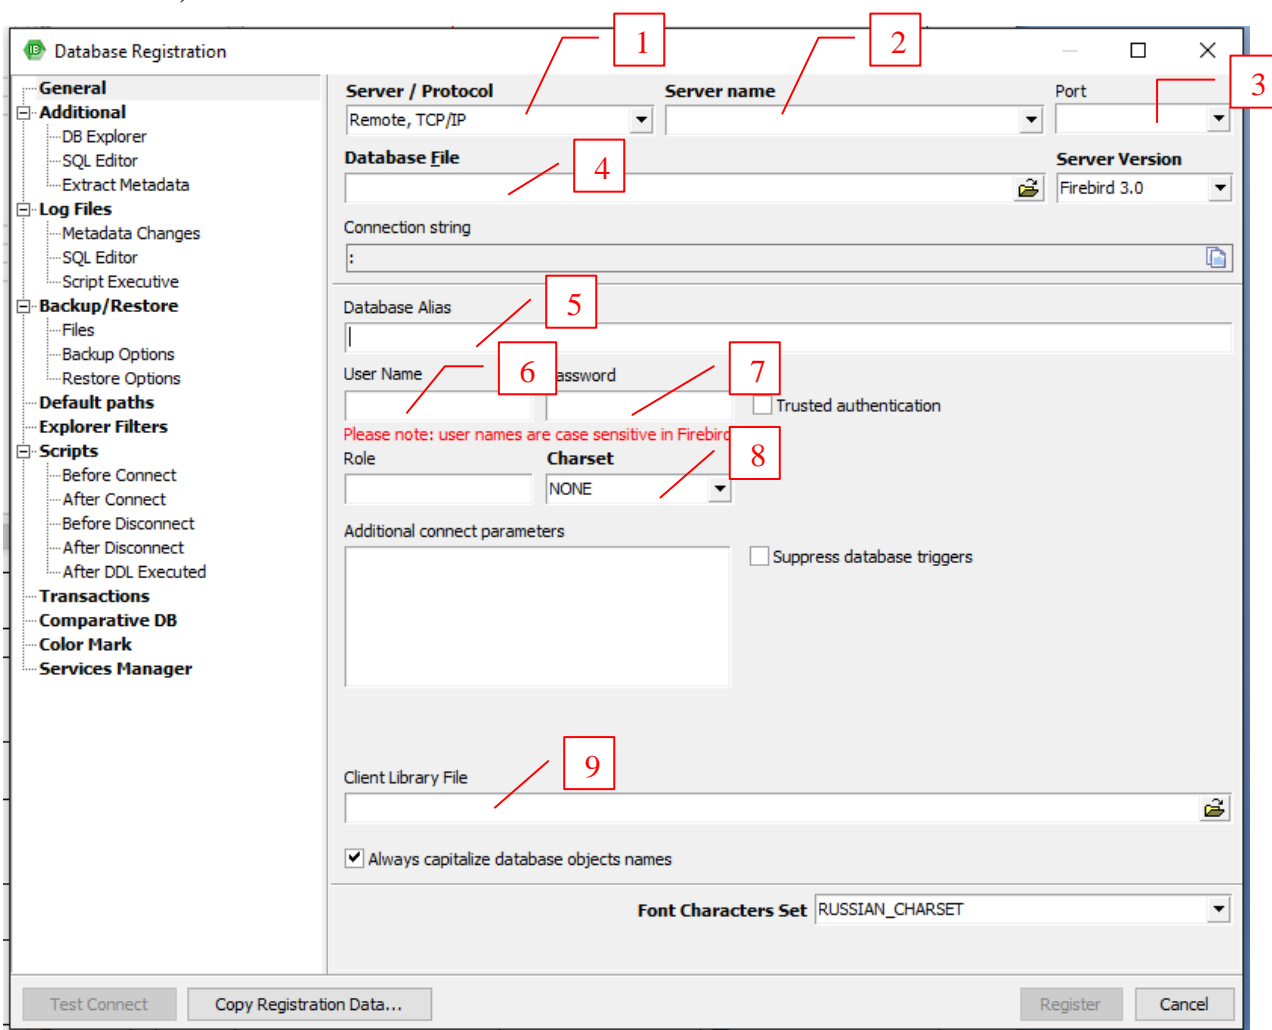 Database Registration
1
2
3
General
Additional
DB Explorer
SQL Editor
Extract Metadata
Log Files
Metadata Changes
SQL Editor
Script Executive
Backup/Restore
Files
Backup Options
Restore Options
Default paths
Explorer Filters
Scripts
Before Connect
After Connect
Before Disconnect
After Disconnect
After DDL Executed
Transactions
Comparative DB
Color Mark
Services Manager
Server / Protocol Server name Port
Remote, TCP/IP
Database File 4 Server Version
Firebird 3.0
Connection string
:
Database Alias 5
User Name 6 assword 7
Trusted authentication
Please note: user names are case sensitive in Firebird
Role Charset 8
NONE
Additional connect parameters
Suppress database triggers
9
Client Library File
Always capitalize database objects names
Font Characters Set RUSSIAN_CHARSET
Test Connect Copy Registration Data... Register Cancel